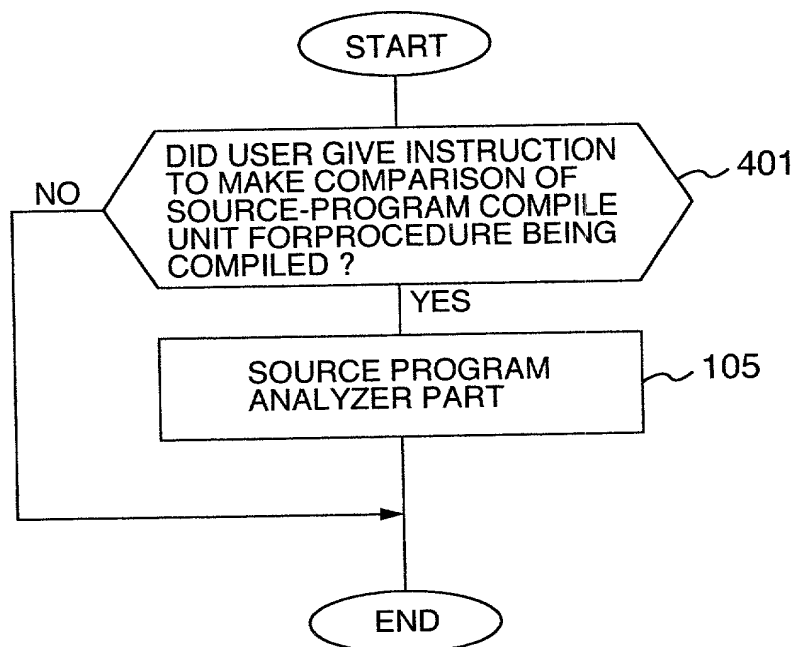 START
DID USER GIVE INSTRUCTION
TO MAKE COMPARISON OF
SOURCE-PROGRAM COMPILE
UNIT FORPROCEDURE BEING
COMPILED ?
401
NO
YES
SOURCE PROGRAM
ANALYZER PART
105
END